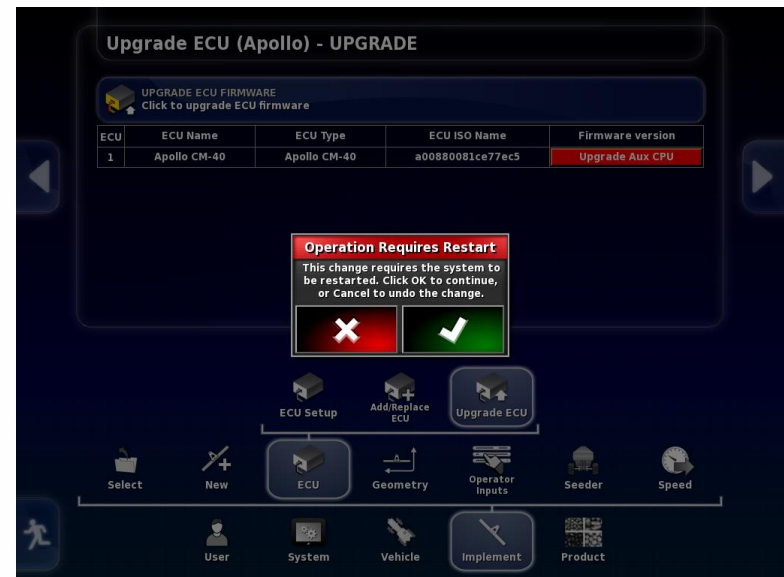 Upgrade ECU (Apollo) - UPGRADE
UPGRADE ECU FIRMWARE
Click to upgrade ECU firmware
ECU ECU Name ECU Type ECU ISO Name Firmware version
1 Apollo CM-40 Apollo CM-40 a00880081ce77ec5 Upgrade Aux CPU
Operation Requires Restart
This change requires the system to
be restarted. Click OK to continue,
or Cancel to undo the change.
ECU Setup Add/Replace Upgrade ECU
ECU
Select New ECU Geometry Operator Seeder Speed
Inputs
User System Vehicle Implement Product